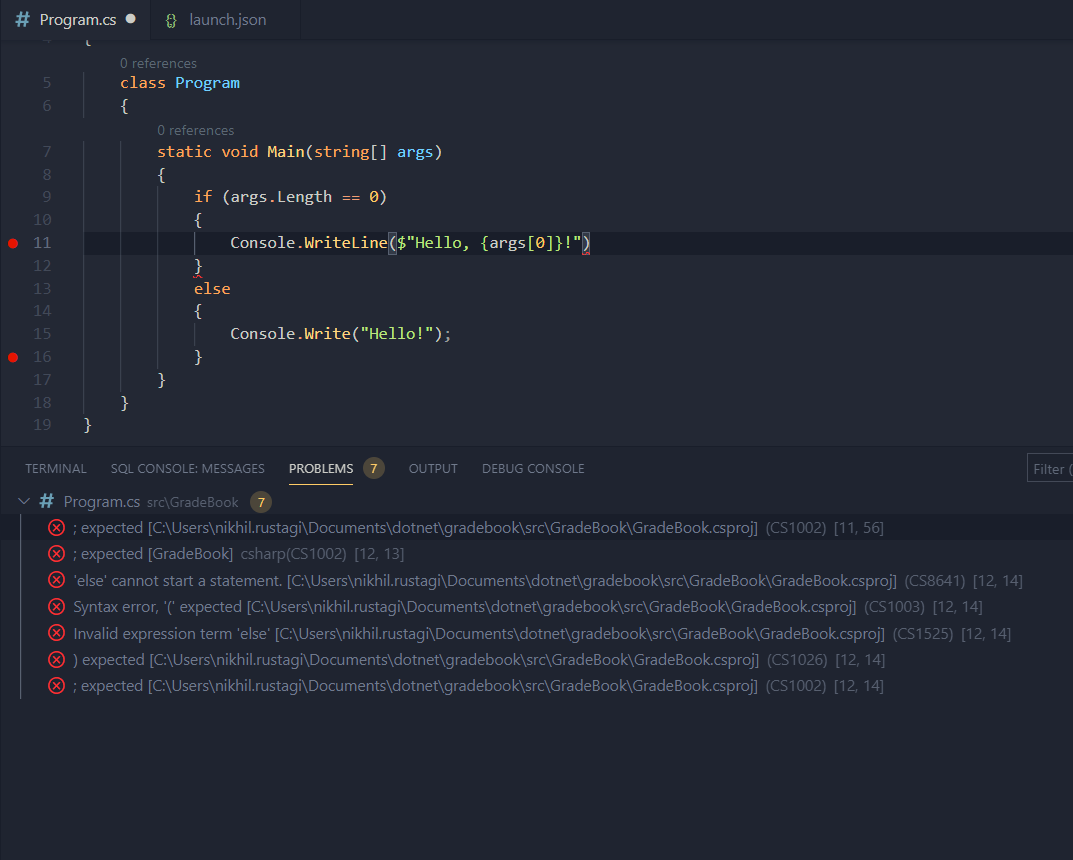 # Program.cs ● {} launch.json
4 {
0 references
5 class Program
6 {
0 references
7 static void Main(string[] args)
8 {
9 if (args.Length == 0)
10 {
11 Console.WriteLine($"Hello, {args[0]}!")
12 }
13 else
14 {
15 Console.Write("Hello!");
16 }
17 }
18 }
19 }
TERMINAL SQL CONSOLE: MESSAGES PROBLEMS 7 OUTPUT DEBUG CONSOLE Filter (
# Program.cs src\GradeBook 7
; expected [C:\Users\nikhil.rustagi\Documents\dotnet\gradebook\src\GradeBook\GradeBook.csproj] (CS1002) [11, 56]
; expected [GradeBook] csharp(CS1002) [12, 13]
'else' cannot start a statement. [C:\Users\nikhil.rustagi\Documents\dotnet\gradebook\src\GradeBook\GradeBook.csproj] (CS8641) [12, 14]
Syntax error, '(' expected [C:\Users\nikhil.rustagi\Documents\dotnet\gradebook\src\GradeBook\GradeBook.csproj] (CS1003) [12, 14]
Invalid expression term 'else' [C:\Users\nikhil.rustagi\Documents\dotnet\gradebook\src\GradeBook\GradeBook.csproj] (CS1525) [12, 14]
) expected [C:\Users\nikhil.rustagi\Documents\dotnet\gradebook\src\GradeBook\GradeBook.csproj] (CS1026) [12, 14]
; expected [C:\Users\nikhil.rustagi\Documents\dotnet\gradebook\src\GradeBook\GradeBook.csproj] (CS1002) [12, 14]